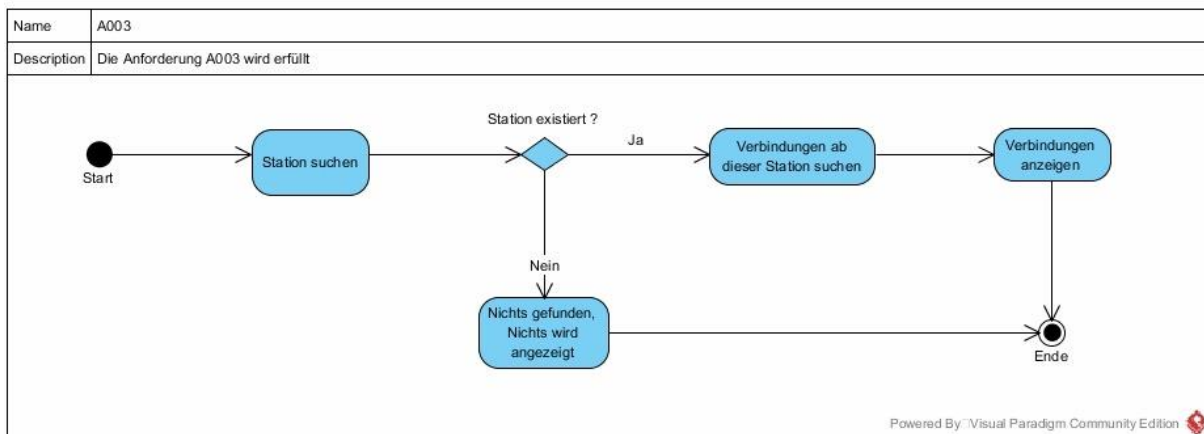 Name A003
Description Die Anforderung A003 wird erfüllt
Station existiert ?
Ja
Start
Station suchen
Verbindungen ab
dieser Station suchen
Verbindungen
anzeigen
Nein
Nichts gefunden,
Nichts wird
angezeigt
Ende
Powered By Visual Paradigm Community Edition